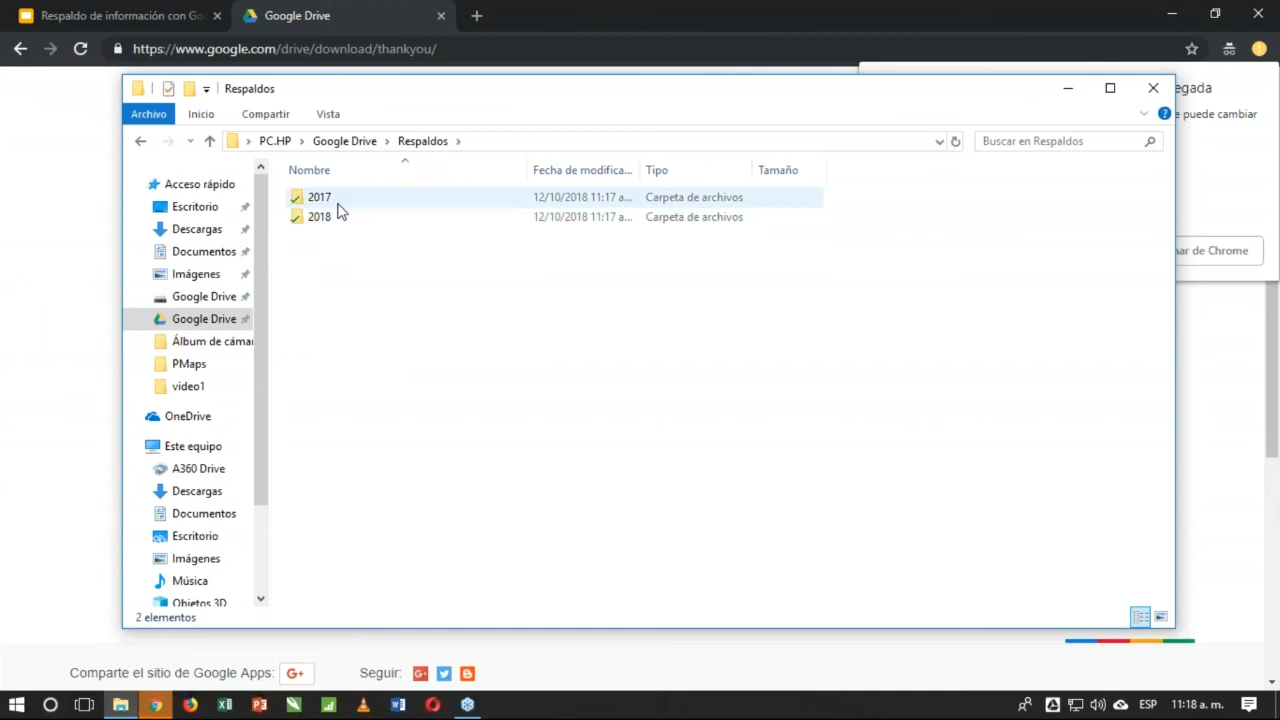 Respaldo de información con Go
Google Drive
https://www.google.com/drive/download/thankyou/
Respaldos
Archivo
Inicio
Compartir
Vista
PC.HP > Google Drive > Respaldos >
Buscar en Respaldos
Nombre
Fecha de modifica...
Tipo
Tamaño
2017
12/10/2018 11:17 a...
Carpeta de archivos
2018
12/10/2018 11:17 a...
Carpeta de archivos
Acceso rápido
Escritorio
Descargas
Documentos
Imágenes
Google Drive
Google Drive
Álbum de cámar
PMaps
video1
OneDrive
Este equipo
A360 Drive
Descargas
Documentos
Escritorio
Imágenes
Música
Objetos 3D
2 elementos
egada
e puede cambiar
nar de Chrome
Comparte el sitio de Google Apps:
G+
Seguir:
G+
ESP
11:18 a. m.